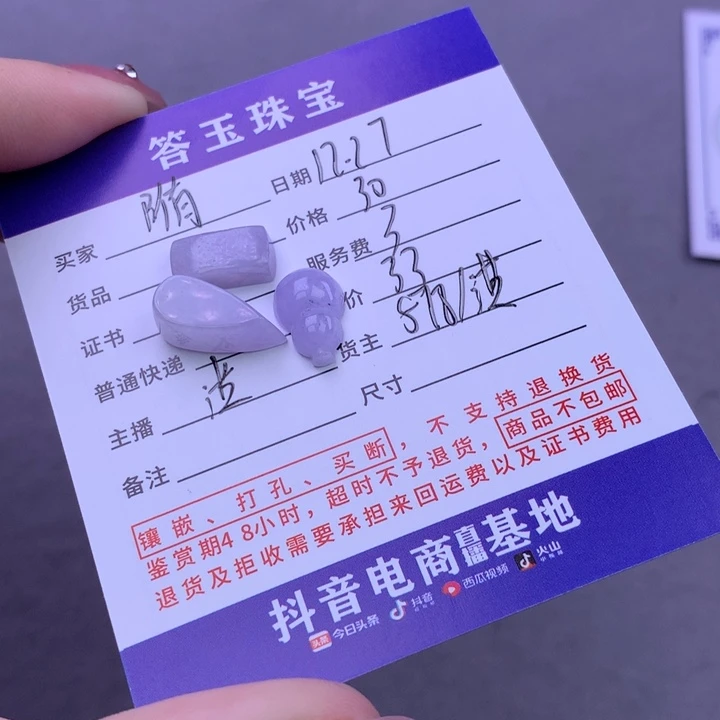 答玉珠宝
买家 隋 日期 12.27
货品 价格 30
证书 服务费 3
普通快递 价 33
主播 货主 518/
备注 尺寸
镶嵌、打孔、买断，不支持退换货
鉴赏期48小时，超时不予退货，商品不包邮
退货及拒收需要承担来回运费以及证书费用
抖音电商直播基地
头条 今日头条 抖音 西瓜视频 火山